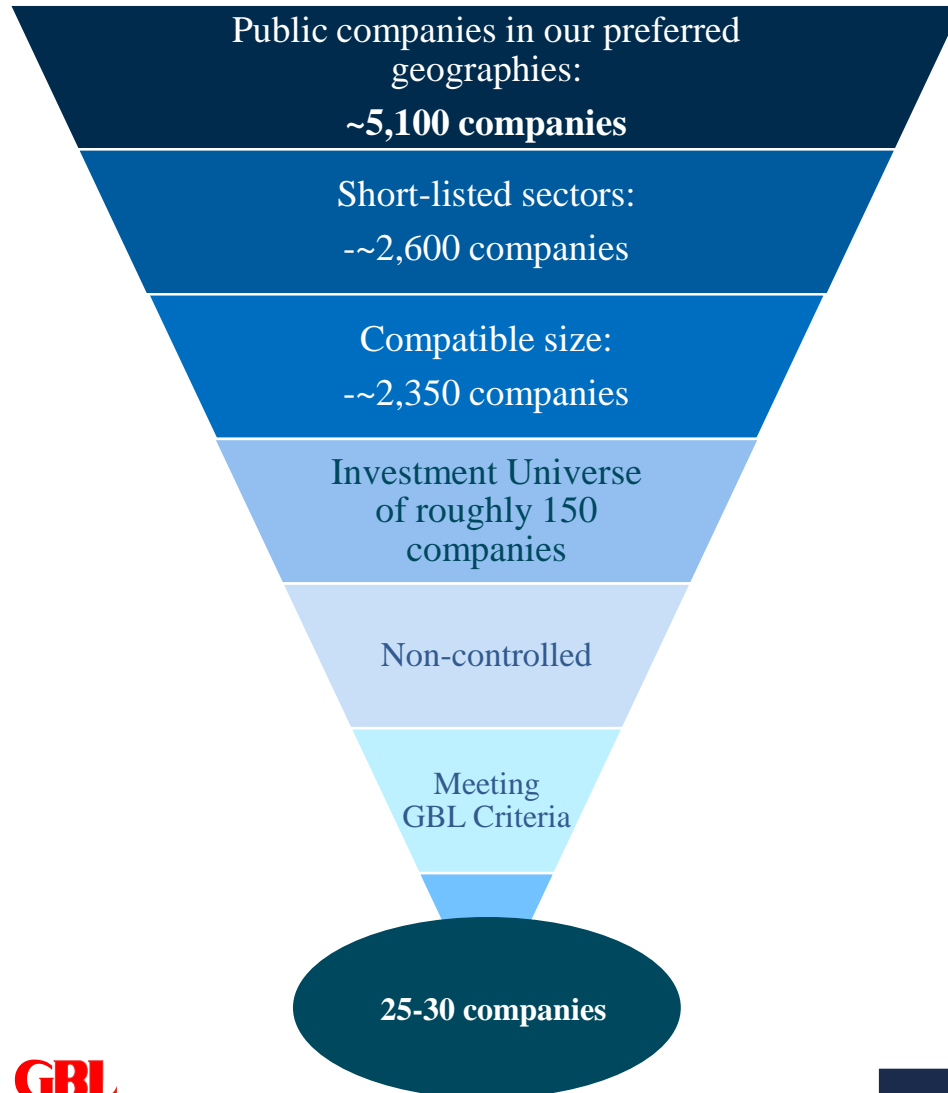 Public companies in our preferred
geographies:
~5,100 companies
Short-listed sectors:
-~2,600 companies
Compatible size:
-~2,350 companies
Investment Universe
of roughly 150
companies
Non-controlled
Meeting
GBL Criteria
25-30 companies
GBL